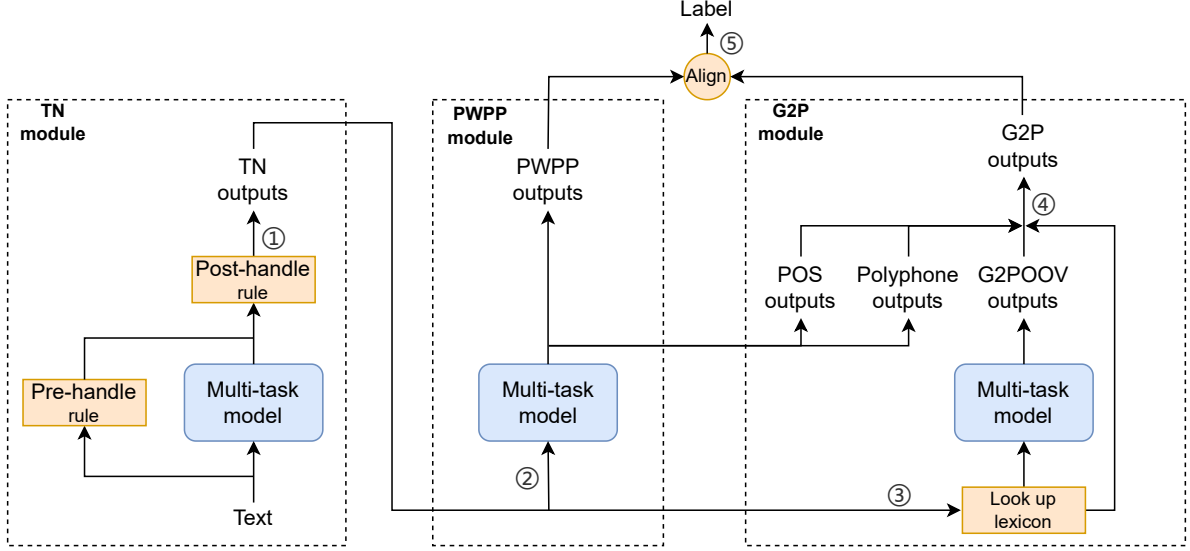 Label
⑤
Align
TN
module
TN
outputs
①
Post-handle
rule
Pre-handle
rule
Multi-task
model
Text
PWPP
module
PWPP
outputs
Multi-task
model
②
G2P
module
G2P
outputs
④
POS
outputs
Polyphone
outputs
G2POOV
outputs
Multi-task
model
③
Look up
lexicon